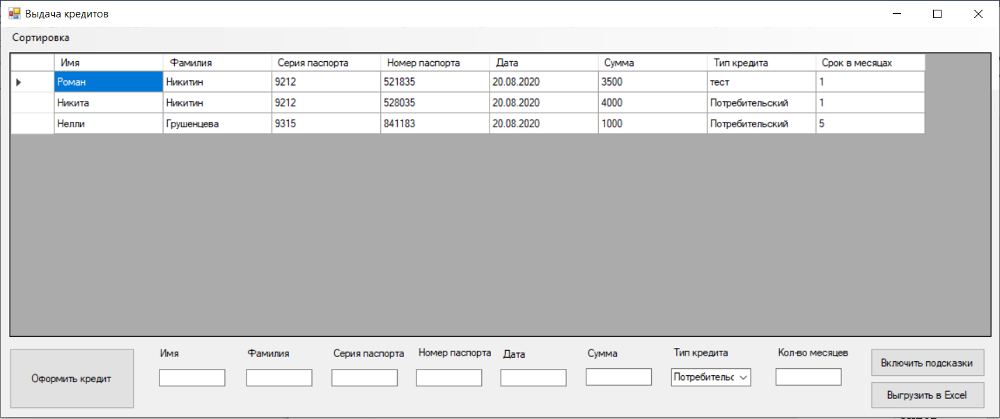 Выдача кредитов
Сортировка
Имя Фамилия Серия паспорта Номер паспорта Дата Сумма Тип кредита Срок в месяцах
Роман Никитин 9212 521835 20.08.2020 3500 тест 1
Никита Никитин 9212 528035 20.08.2020 4000 Потребительский 1
Нелли Грушенцева 9315 841183 20.08.2020 1000 Потребительский 5
Оформить кредит
Имя Фамилия Серия паспорта Номер паспорта Дата Сумма Тип кредита Кол-во месяцев
Потребительс
Включить подсказки
Выгрузить в Excel